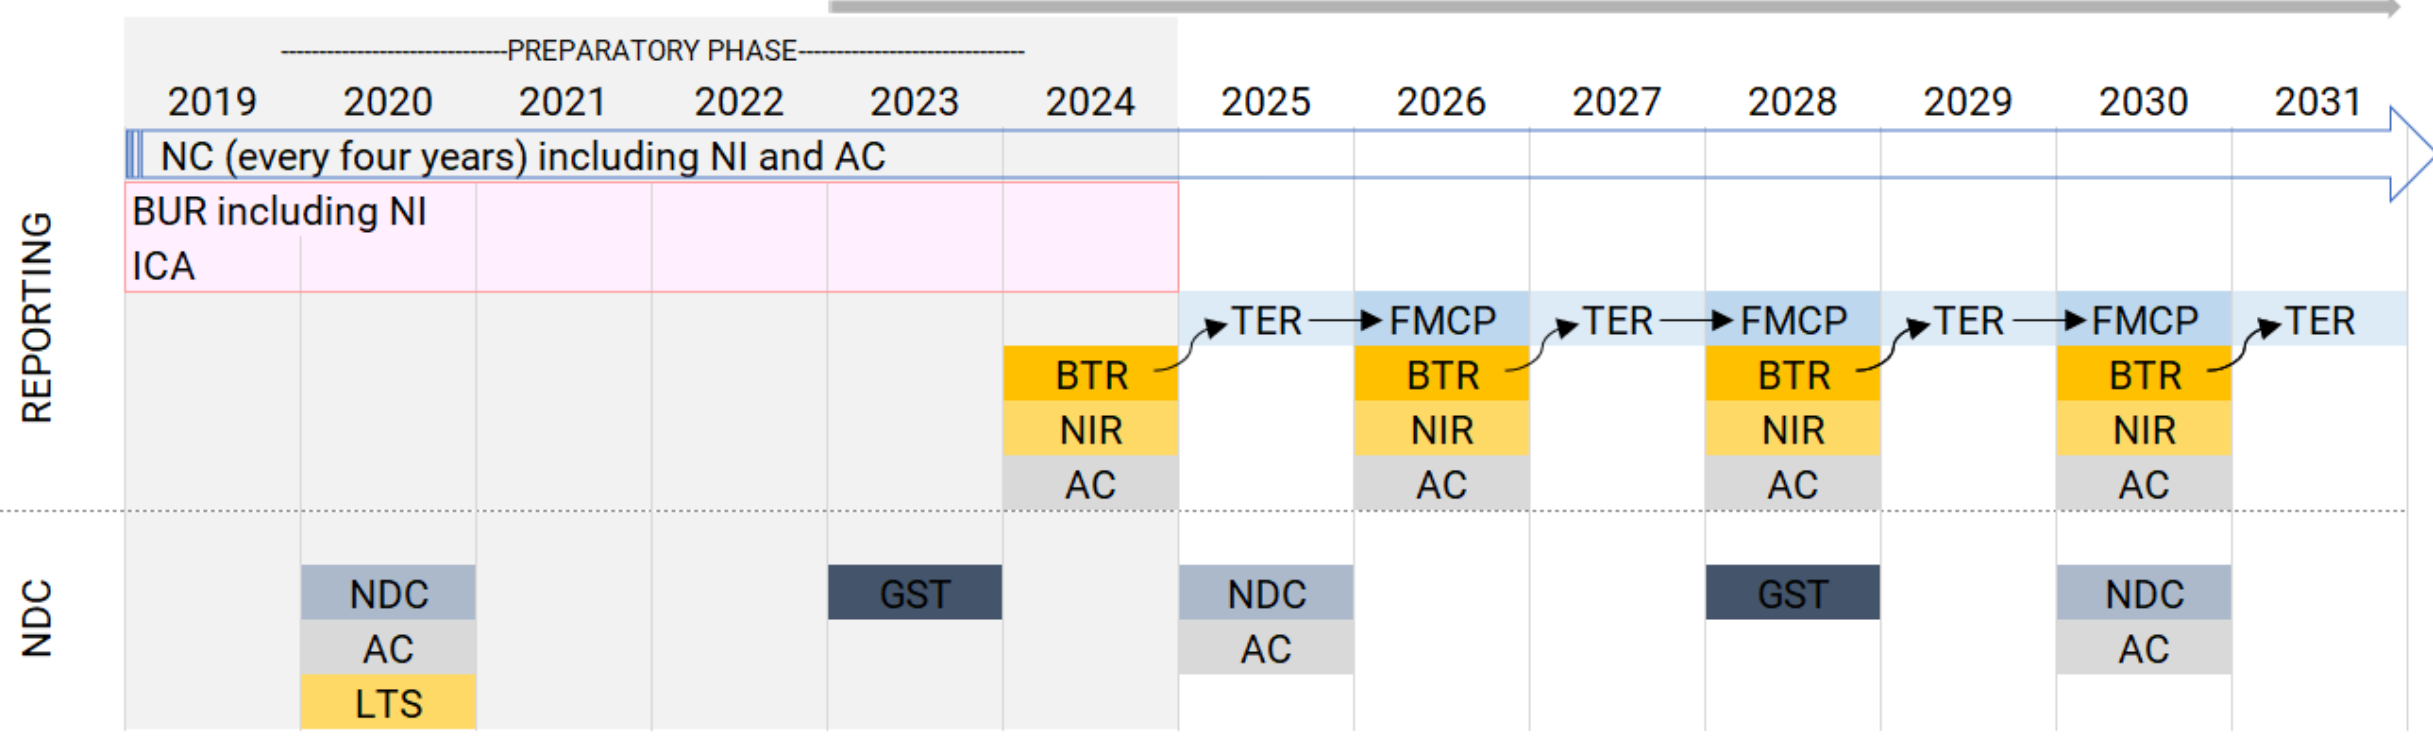 PREPARATORY PHASE
2019 2020 2021 2022 2023 2024 2025 2026 2027 2028 2029 2030 2031
REPORTING
NC (every four years) including NI and AC
BUR including NI
ICA
TER FMCP TER FMCP TER FMCP TER
BTR BTR BTR BTR
NIR NIR NIR NIR
AC AC AC AC
NDC
NDC GST NDC GST NDC
AC AC AC
LTS